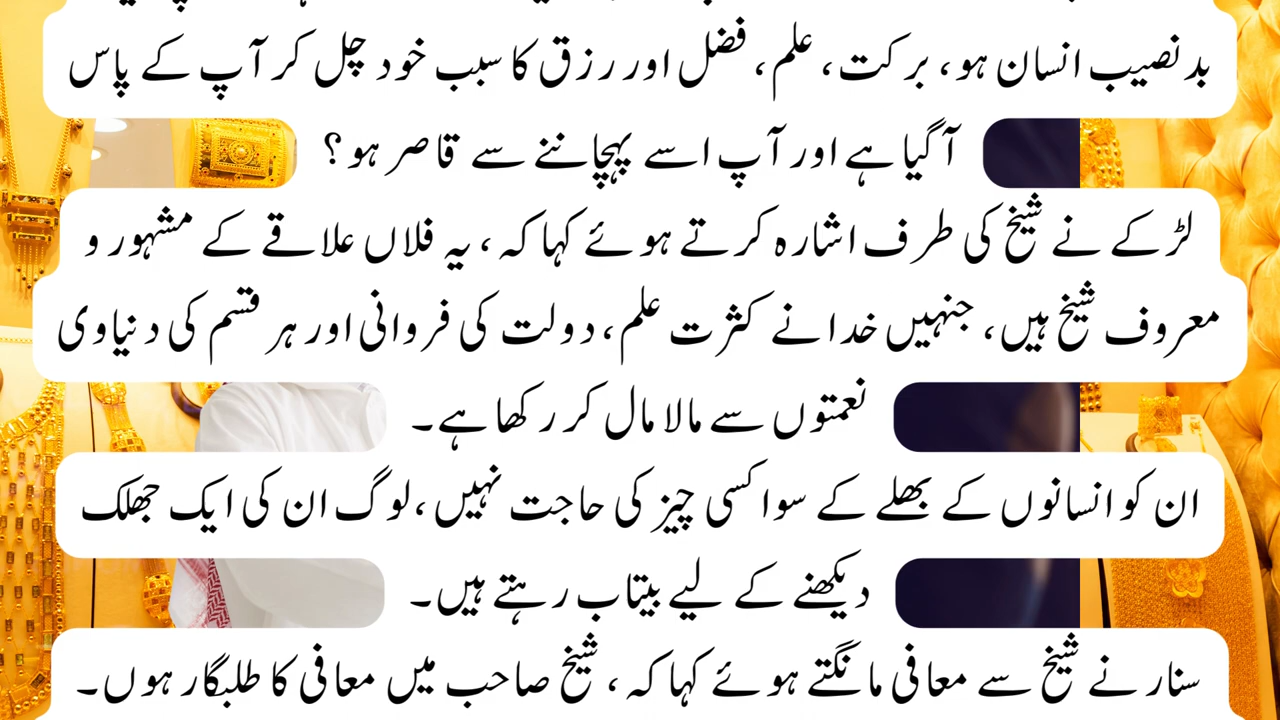 بدنصیب انسان ہو، برکت، علم، فضل اور رزق کا سبب خود چل کر آپ کے پاس
آگیا ہے اور آپ اسے پہچاننے سے قاصر ہو؟
لڑکے نے شیخ کی طرف اشارہ کرتے ہوئے کہا کہ، یہ فلاں علاقے کے مشہور و
معروف شیخ ہیں، جنہیں خدا نے کثرت علم، دولت کی فروانی اور ہر قسم کی دنیاوی
نعمتوں سے مالا مال کر رکھا ہے۔
ان کو انسانوں کے بھلے کے سوا کسی چیز کی حاجت نہیں، لوگ ان کی ایک جھلک
دیکھنے کے لیے بیتاب رہتے ہیں۔
سنار نے شیخ سے معافی مانگتے ہوئے کہا کہ، شیخ صاحب میں معافی کا طلبگار ہوں۔